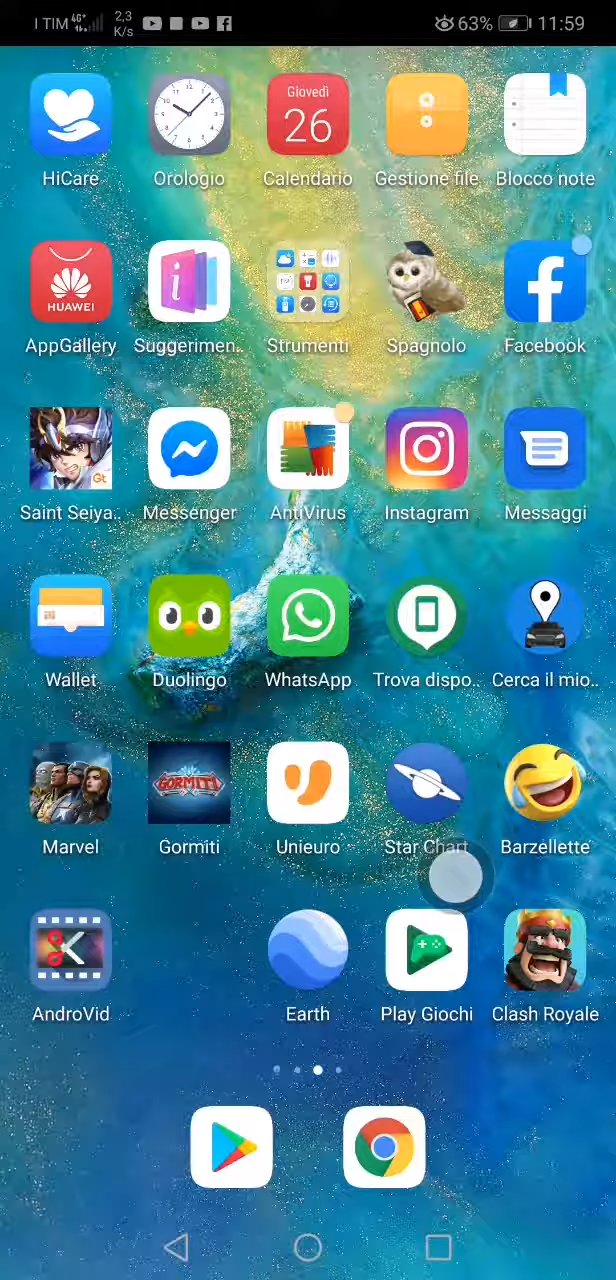 I TIM 4G+ 2,3 K/s 63% 11:59
Giovedì
26
HiCare Orologio Calendario Gestione file Blocco note
HUAWEI
AppGallery Suggerimen.. Strumenti Spagnolo Facebook
Gt
Saint Seiya.. Messenger AntiVirus Instagram Messaggi
Wallet Duolingo WhatsApp Trova dispo.. Cerca il mio..
GORMITI
Marvel Gormiti Unieuro Star Chart Barzellette
AndroVid Earth Play Giochi Clash Royale